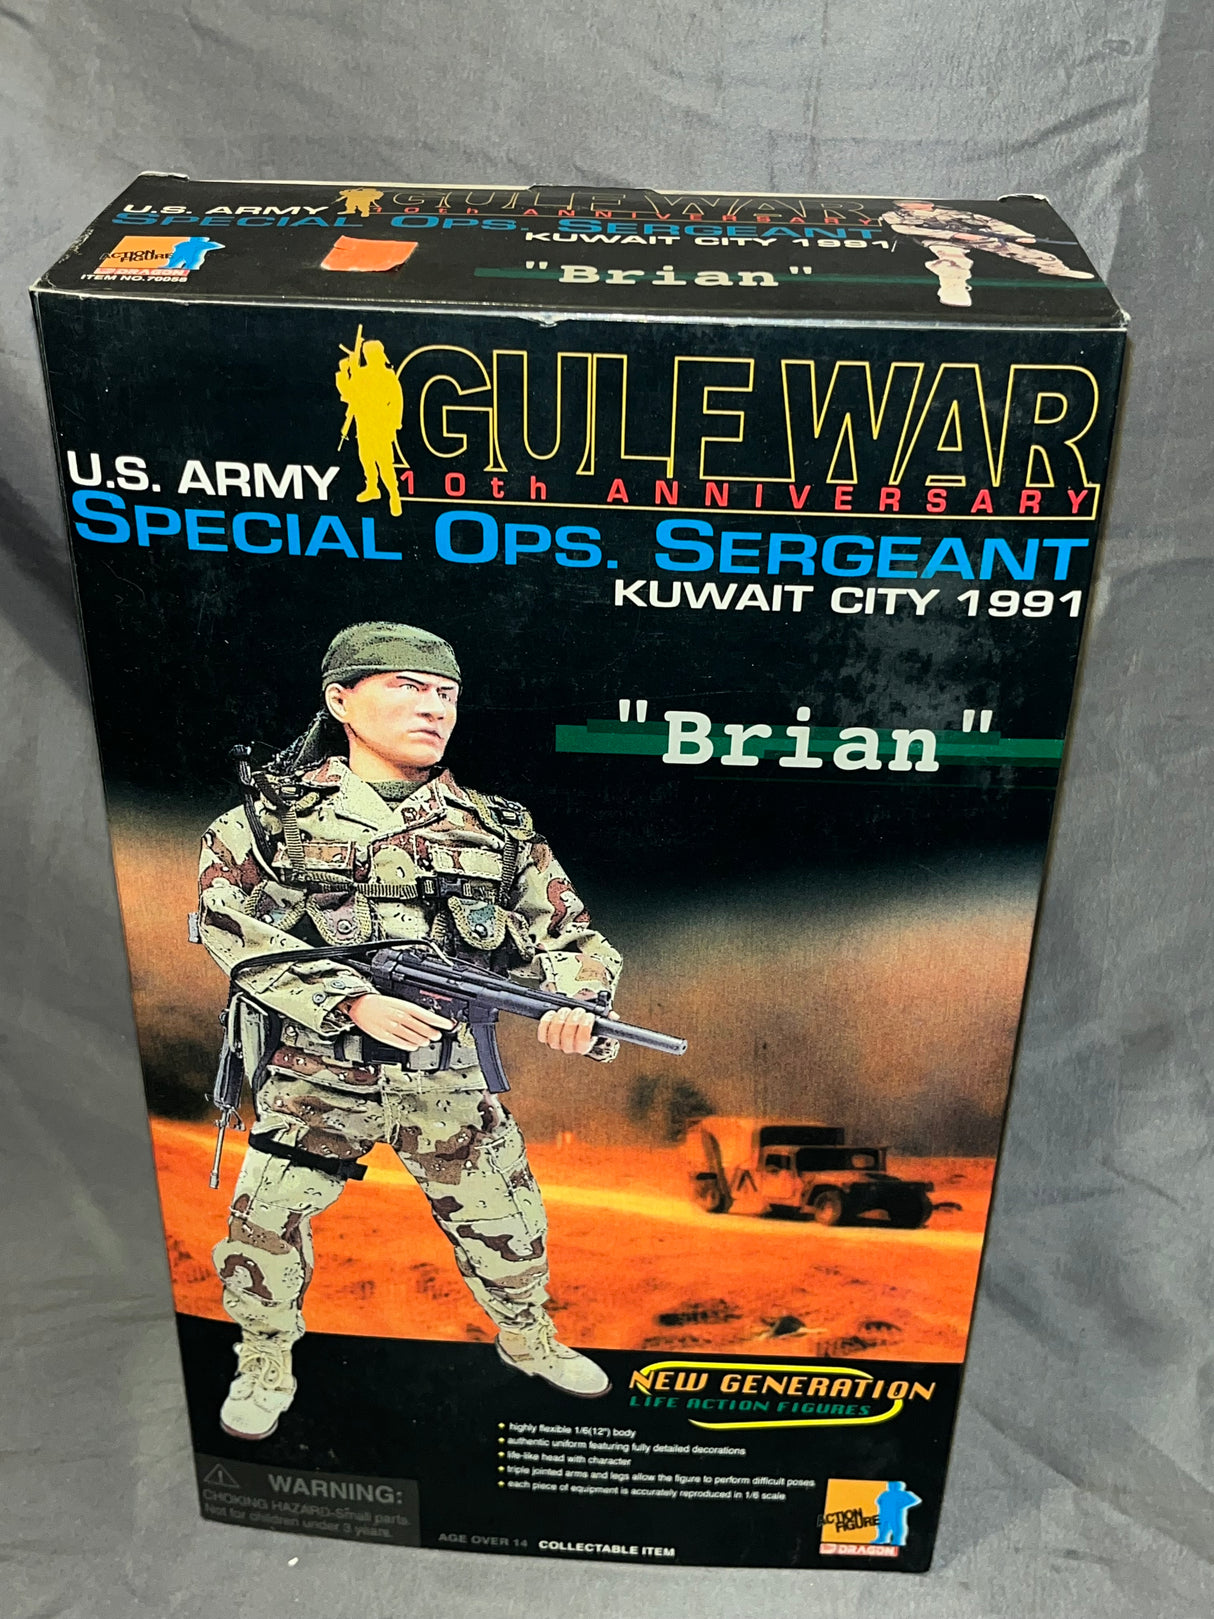 U.S. ARMY GULF WAR
10th ANNIVERSARY
SPECIAL OPS. SERGEANT
KUWAIT CITY 1991
"Brian"
ACTION FIGURE
DRAGON
ITEM NO.70058
GULF WAR
10th ANNIVERSARY
U.S. ARMY
SPECIAL OPS. SERGEANT
KUWAIT CITY 1991
"Brian"
NEW GENERATION
LIFE ACTION FIGURES
highly flexible 1/6(12") body
authentic uniform featuring fully detailed decorations
life-like head with character
triple jointed arms and legs allow the figure to perform difficult poses
each piece of equipment is accurately reproduced in 1/6 scale
WARNING:
CHOKING HAZARD-Small parts.
Not for children under 3 years.
AGE OVER 14 COLLECTABLE ITEM
ACTION
FIGURE
DRAGON